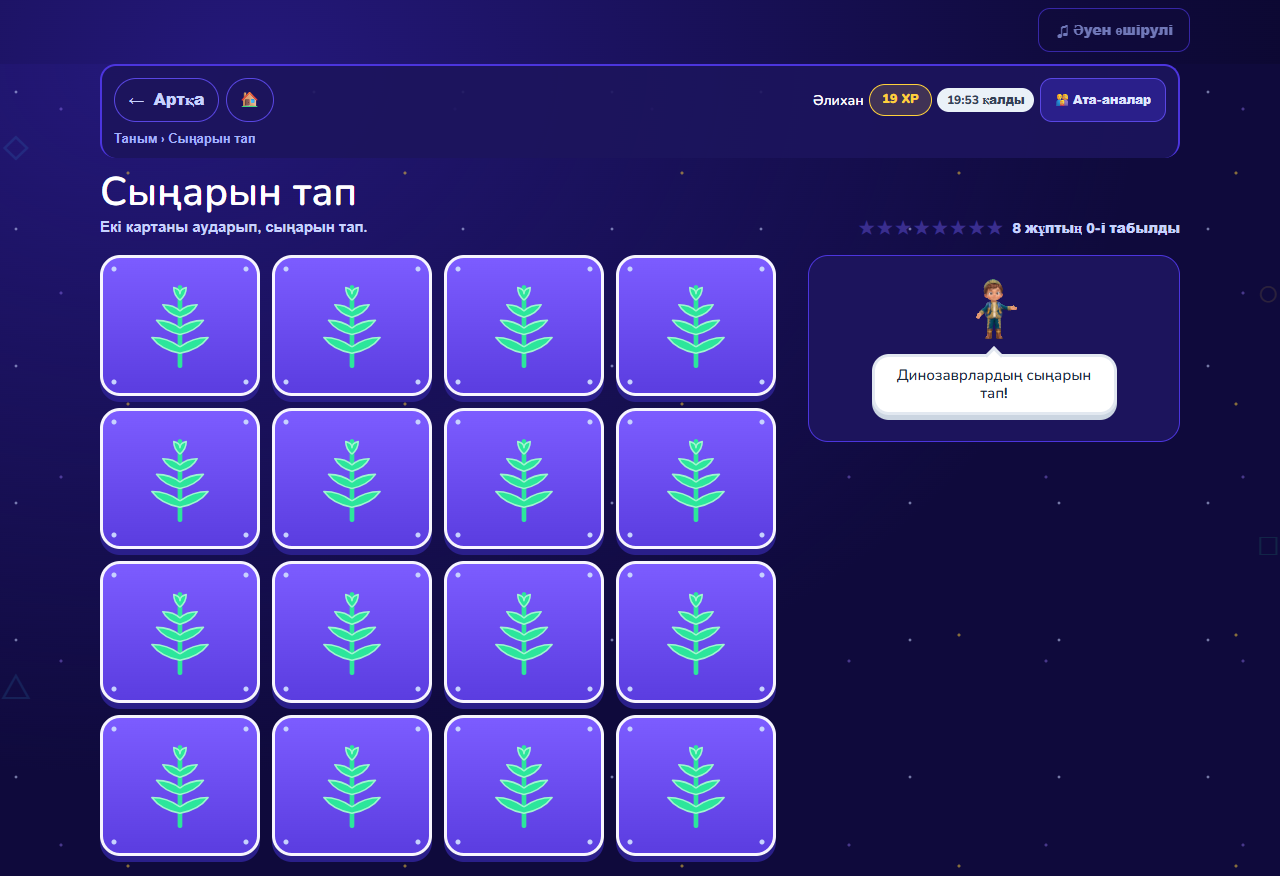 Әуен өшірулі
← Артқа
Әлихан
19 XP
19:53 қалды
Ата-аналар
Таным › Сыңарын тап
Сыңарын тап
Екі картаны аударып, сыңарын тап.
8 жұптың 0-і табылды
Динозаврлардың сыңарын
тап!